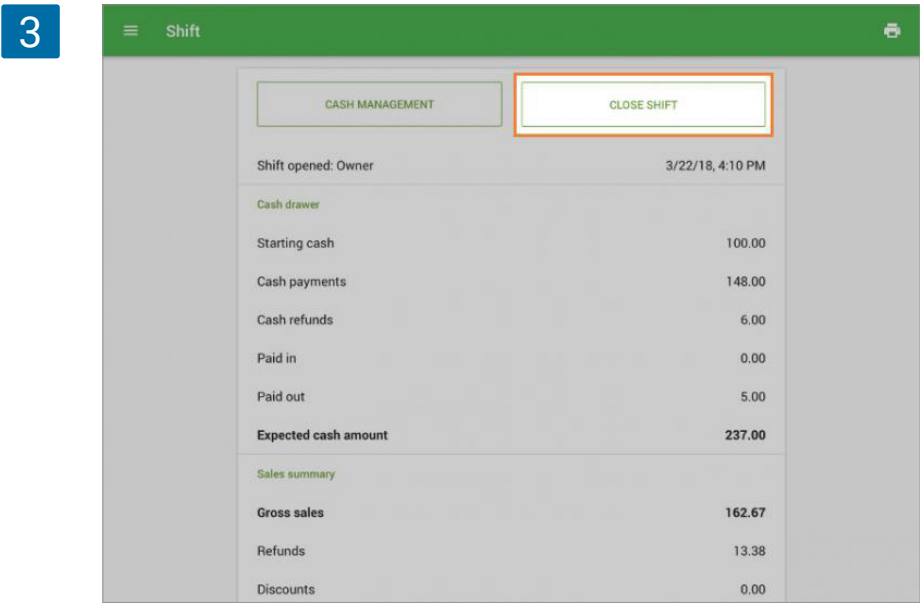 3
Shift
CASH MANAGEMENT CLOSE SHIFT
Shift opened: Owner 3/22/18, 4:10 PM
Cash drawer
Starting cash 100.00
Cash payments 148.00
Cash refunds 6.00
Paid in 0.00
Paid out 5.00
Expected cash amount 237.00
Sales summary
Gross sales 162.67
Refunds 13.38
Discounts 0.00